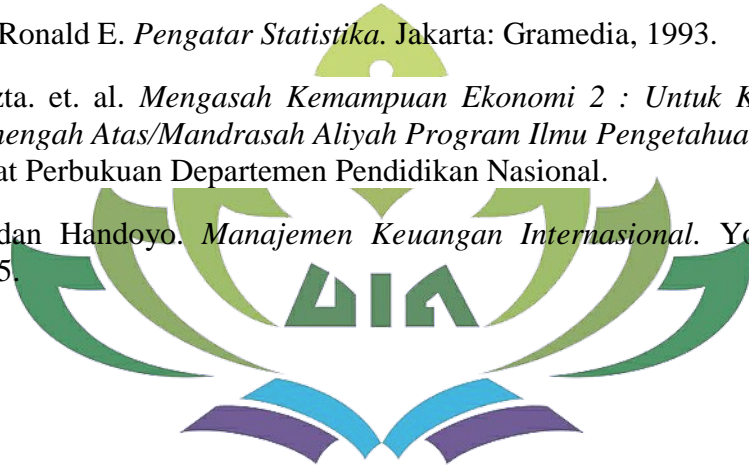 Ronald E. Pengatar Statistika. Jakarta: Gramedia, 1993.
zta. et. al. Mengasah Kemampuan Ekonomi 2 : Untuk K
nengah Atas/Mandrasah Aliyah Program Ilmu Pengetahua
at Perbukuan Departemen Pendidikan Nasional.
dan Handoyo. Manajemen Keuangan Internasional. Yo
5.
UIN